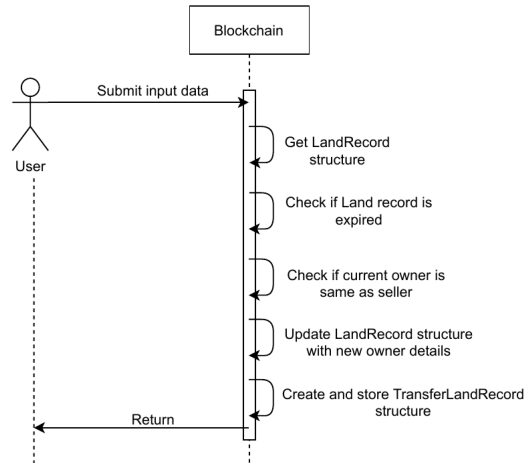 Blockchain
Submit input data
User
Get LandRecord
structure
Check if Land record is
expired
Check if current owner is
same as seller
Update LandRecord structure
with new owner details
Create and store TransferLandRecord
structure
Return